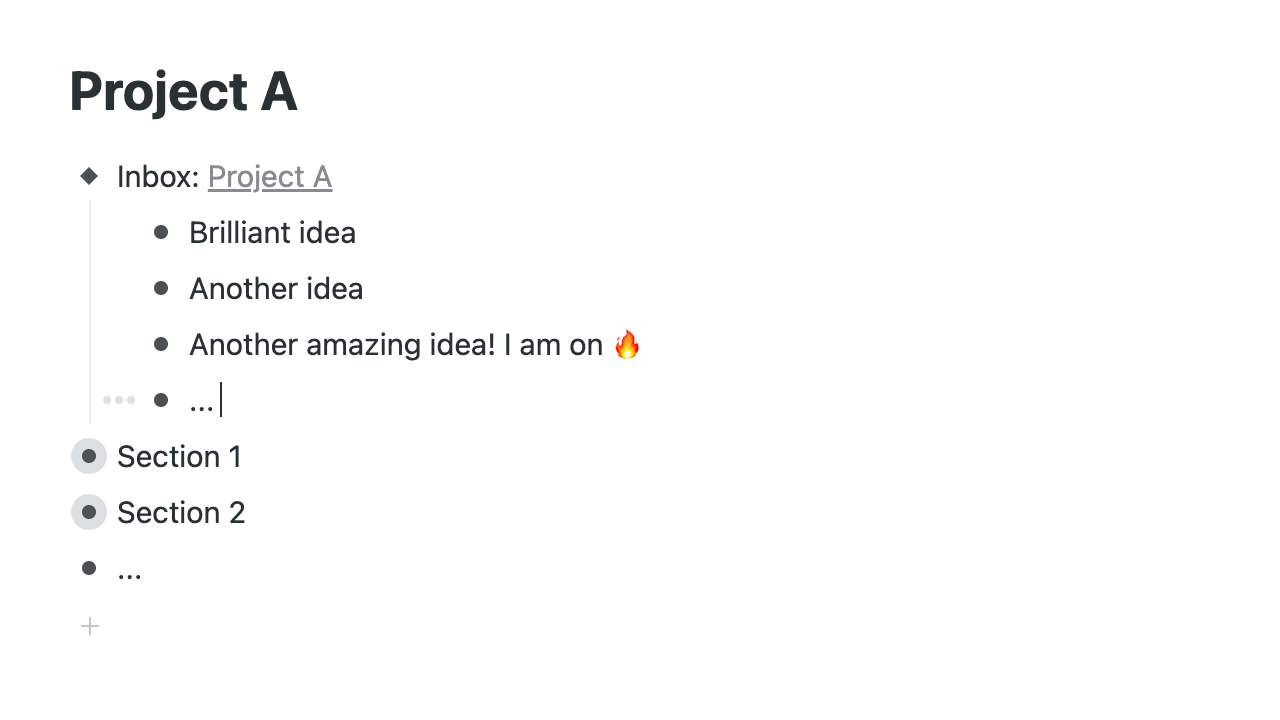 Project A
Inbox: Project A
Brilliant idea
Another idea
Another amazing idea! I am on 🔥
...
Section 1
Section 2
...